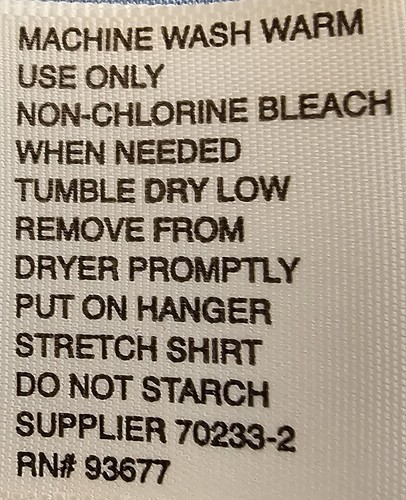 MACHINE WASH WARM
USE ONLY
NON-CHLORINE BLEACH
WHEN NEEDED
TUMBLE DRY LOW
REMOVE FROM
DRYER PROMPTLY
PUT ON HANGER
STRETCH SHIRT
DO NOT STARCH
SUPPLIER 70233-2
RN# 93677